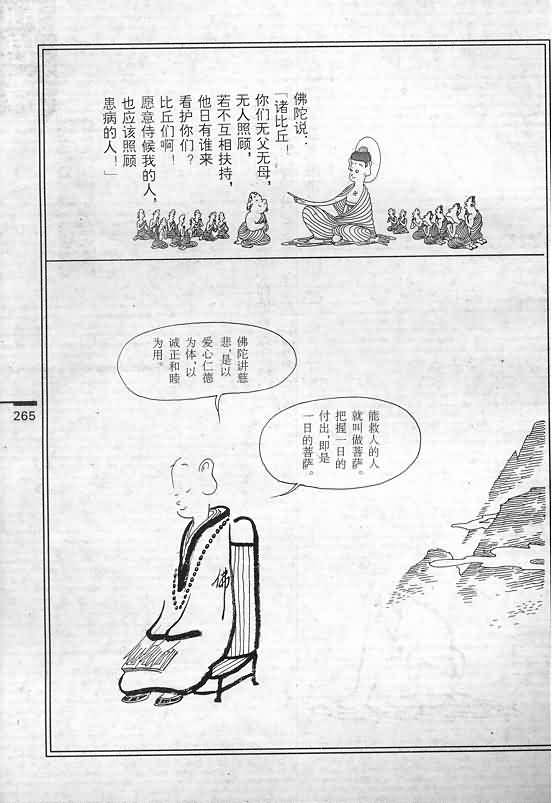 佛陀说：
「诸比丘！
你们无父无母，
无人照顾，
若不互相扶持，
他日有谁来
看护你们？
比丘们啊！
愿意侍候我的人，
也应该照顾
患病的人！」
佛陀讲慈
悲，是以
爱心仁德
为体，以
诚正和睦
为用。
能救人的人
就叫做菩萨。
把握一日的
付出，即是
一日的菩萨。
佛
265